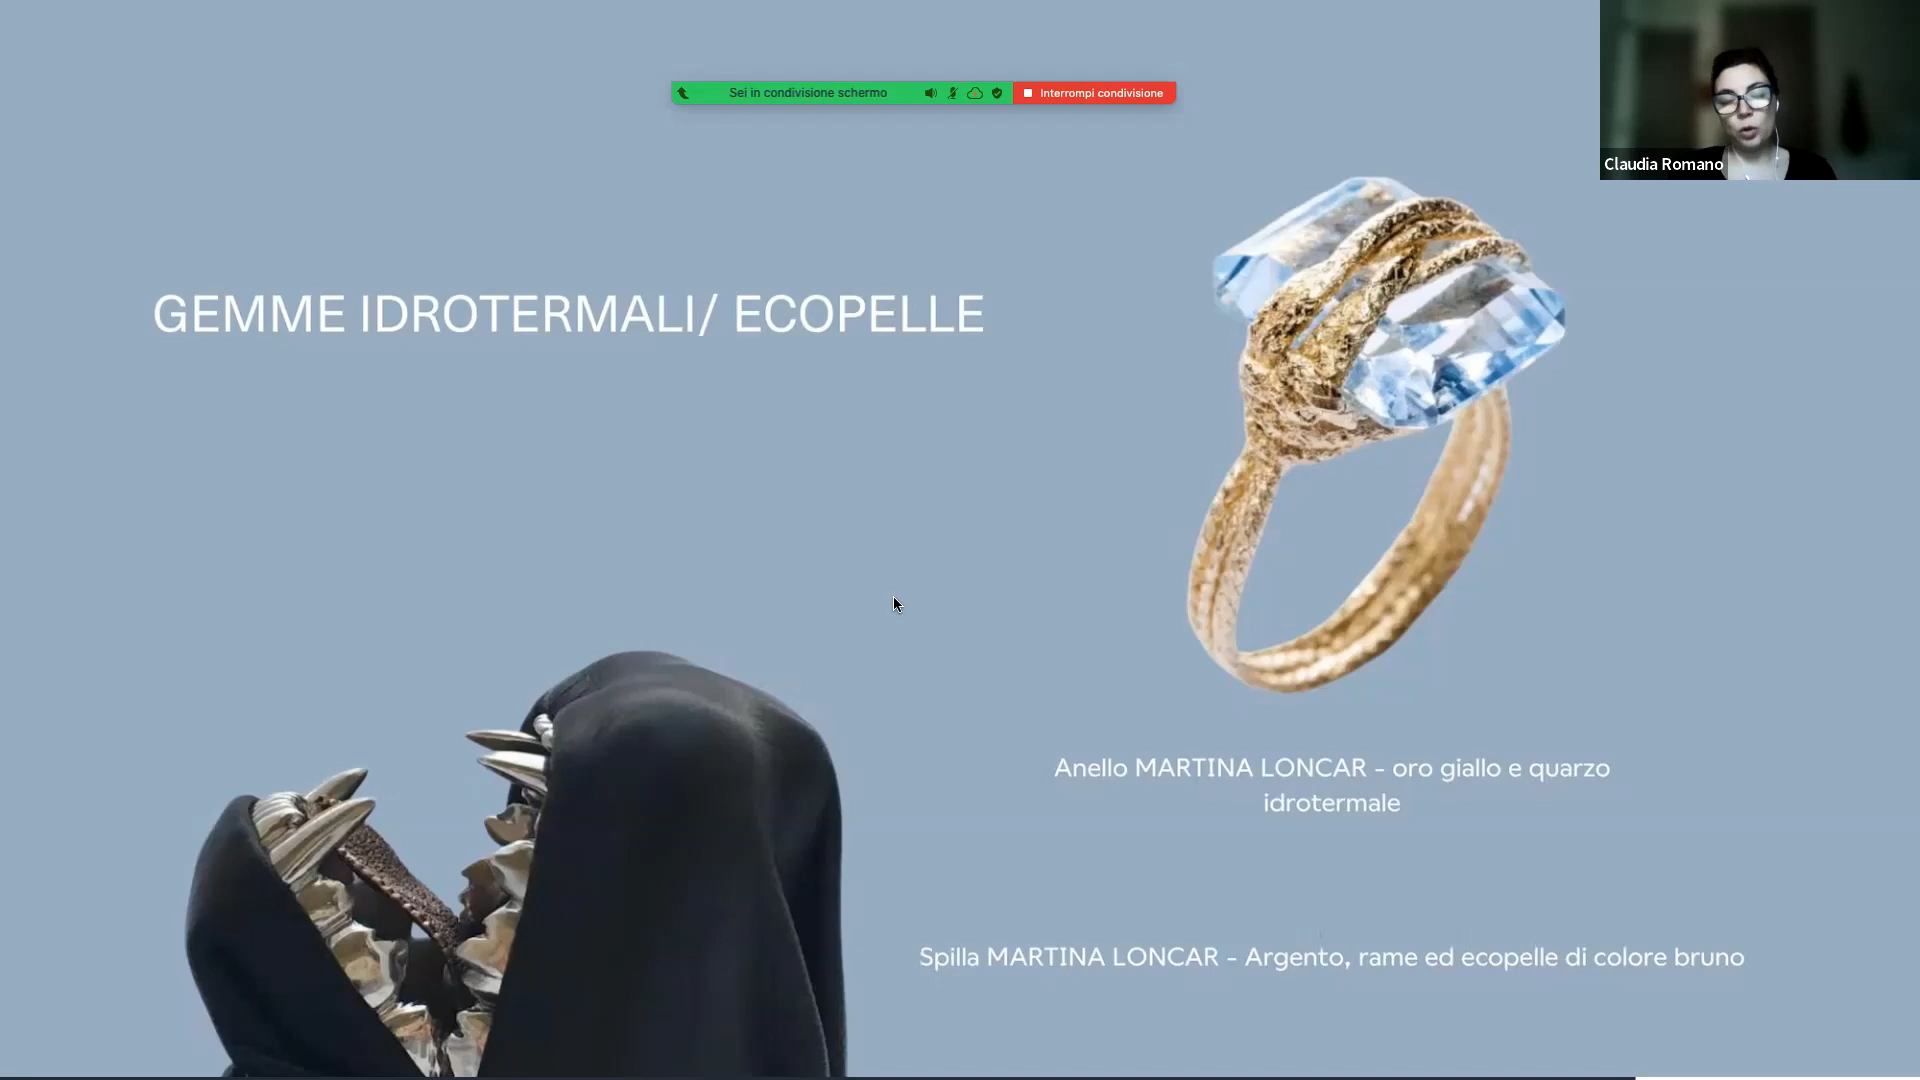 Sei in condivisione schermo
Interrompi condivisione
Claudia Romano
GEMME IDROTERMALI/ ECOPELLE
Anello MARTINA LONCAR - oro giallo e quarzo
idrotermale
Spilla MARTINA LONCAR - Argento, rame ed ecopelle di colore bruno